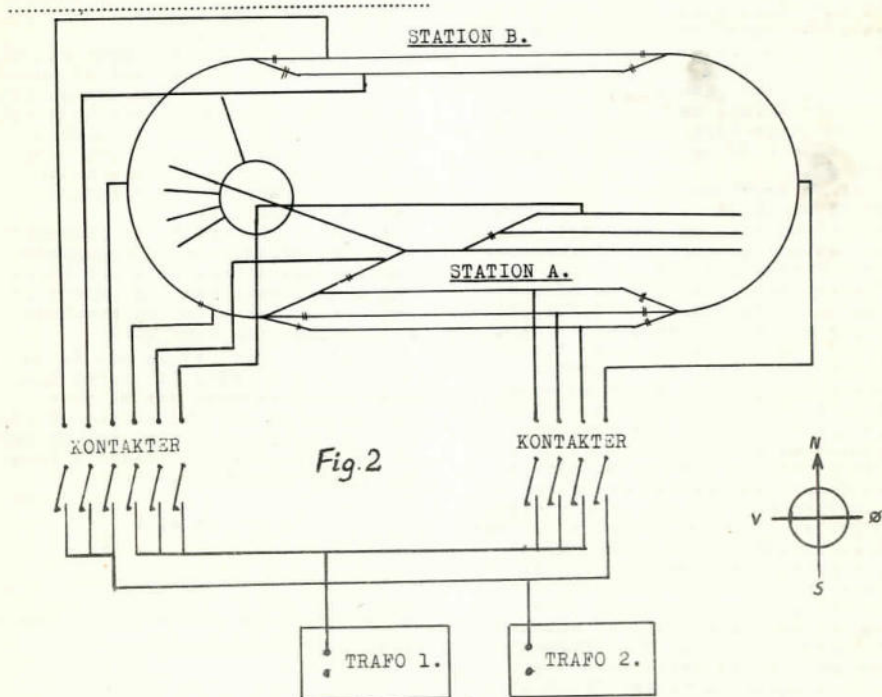 STATION B.
STATION A.
KONTAKTER
KONTAKTER
Fig.2
N
V
Ø
S
TRAFO 1.
TRAFO 2.